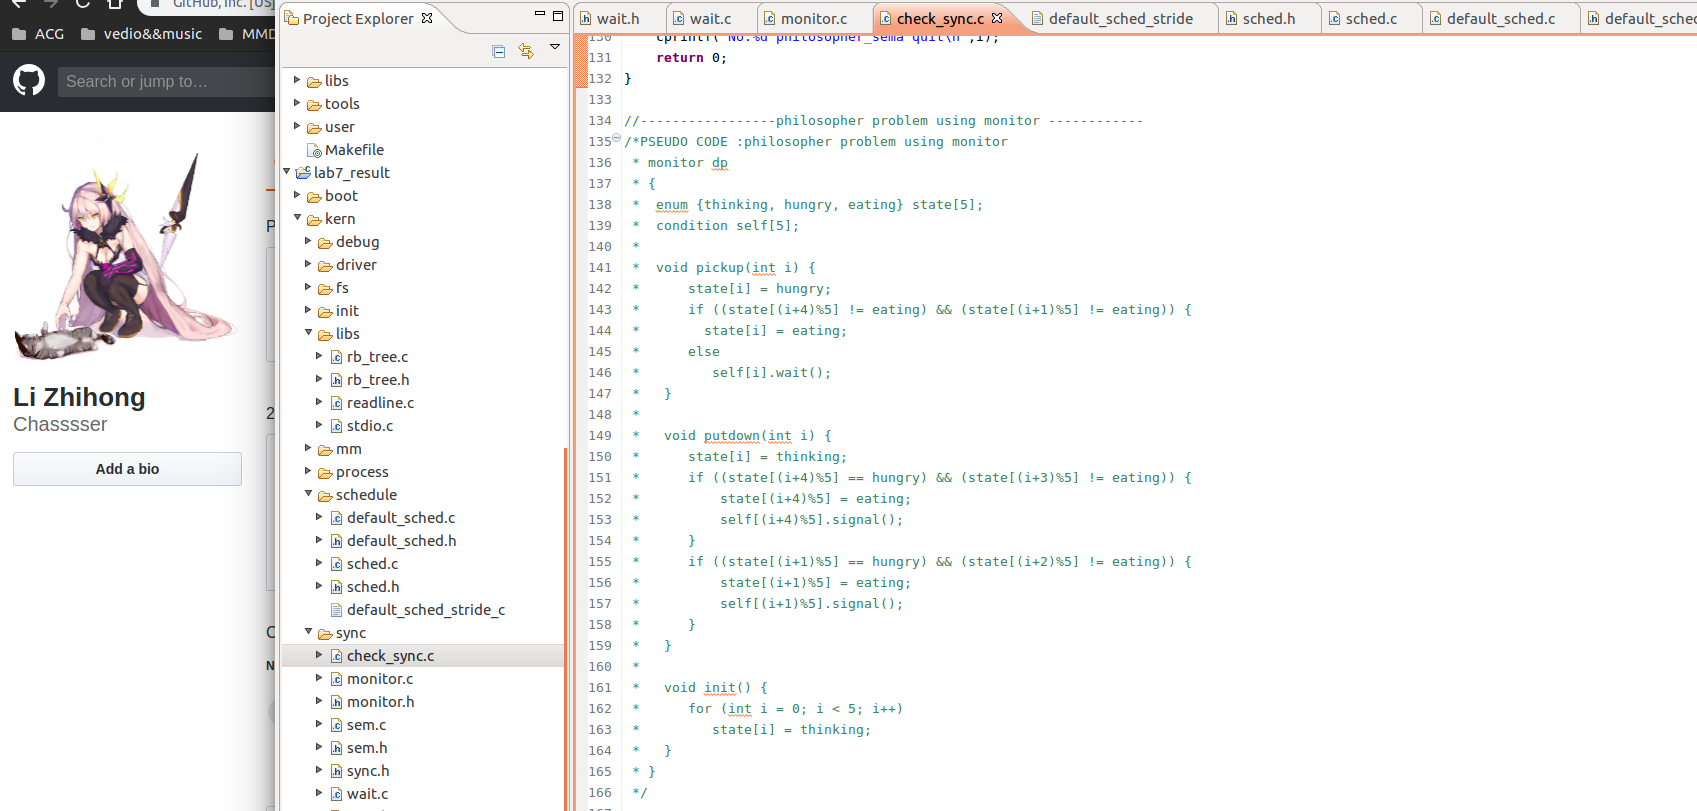 GitHub, Inc. [US]
ACG
vedio&&music
MMD
Search or jump to…
Li Zhihong
Chasssser
Add a bio
P
2
C
N
Project Explorer
libs
tools
user
Makefile
lab7_result
boot
kern
debug
driver
fs
init
libs
rb_tree.c
rb_tree.h
readline.c
stdio.c
mm
process
schedule
default_sched.c
default_sched.h
sched.c
sched.h
default_sched_stride_c
sync
check_sync.c
monitor.c
monitor.h
sem.c
sem.h
sync.h
wait.c
wait.h
wait.c
monitor.c
check_sync.c
default_sched_stride
sched.h
sched.c
default_sched.c
default_sched
130     cprintf("No.%d philosopher_sema quit\n",i);
131     return 0;
132 }
133
134 //-----------------philosopher problem using monitor ------------
135 /*PSEUDO CODE :philosopher problem using monitor
136  * monitor dp
137  * {
138  *  enum {thinking, hungry, eating} state[5];
139  *  condition self[5];
140  *
141  *  void pickup(int i) {
142  *      state[i] = hungry;
143  *      if ((state[(i+4)%5] != eating) && (state[(i+1)%5] != eating)) {
144  *        state[i] = eating;
145  *      else
146  *         self[i].wait();
147  *   }
148  *
149  *   void putdown(int i) {
150  *      state[i] = thinking;
151  *      if ((state[(i+4)%5] == hungry) && (state[(i+3)%5] != eating)) {
152  *          state[(i+4)%5] = eating;
153  *          self[(i+4)%5].signal();
154  *      }
155  *      if ((state[(i+1)%5] == hungry) && (state[(i+2)%5] != eating)) {
156  *          state[(i+1)%5] = eating;
157  *          self[(i+1)%5].signal();
158  *      }
159  *   }
160  *
161  *   void init() {
162  *      for (int i = 0; i < 5; i++)
163  *         state[i] = thinking;
164  *   }
165  * }
166  */